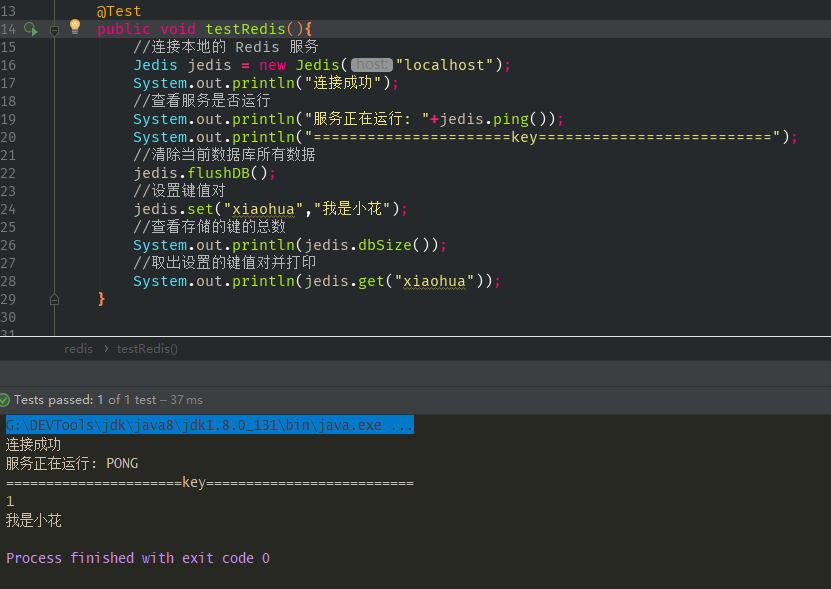 13 @Test
14 public void testRedis(){
15 //连接本地的 Redis 服务
16 Jedis jedis = new Jedis( host: "localhost");
17 System.out.println("连接成功");
18 //查看服务是否运行
19 System.out.println("服务正在运行: "+jedis.ping());
20 System.out.println("======================key==========================");
21 //清除当前数据库所有数据
22 jedis.flushDB();
23 //设置键值对
24 jedis.set("xiaohua","我是小花");
25 //查看存储的键的总数
26 System.out.println(jedis.dbSize());
27 //取出设置的键值对并打印
28 System.out.println(jedis.get("xiaohua"));
29 }
30
31
redis › testRedis()
Tests passed: 1 of 1 test – 37 ms
G:\DEVTools\jdk\java8\jdk1.8.0_131\bin\java.exe ...
连接成功
服务正在运行: PONG
======================key==========================
1
我是小花
Process finished with exit code 0